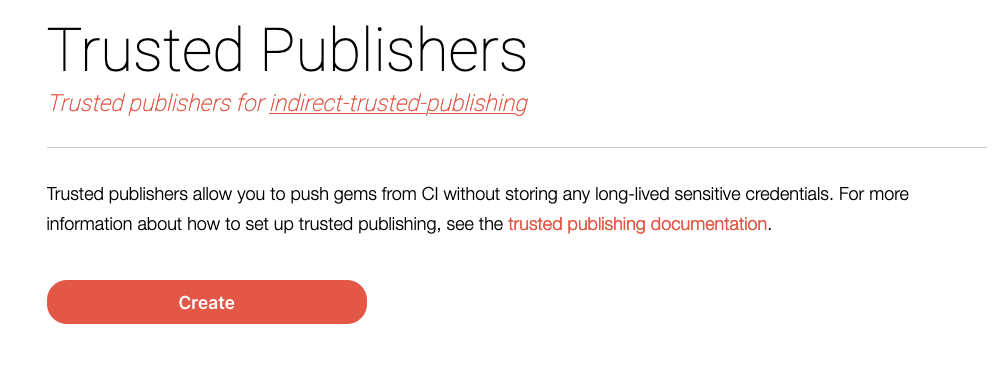 Trusted Publishers
Trusted publishers for indirect-trusted-publishing
Trusted publishers allow you to push gems from CI without storing any long-lived sensitive credentials. For more
information about how to set up trusted publishing, see the trusted publishing documentation.
Create